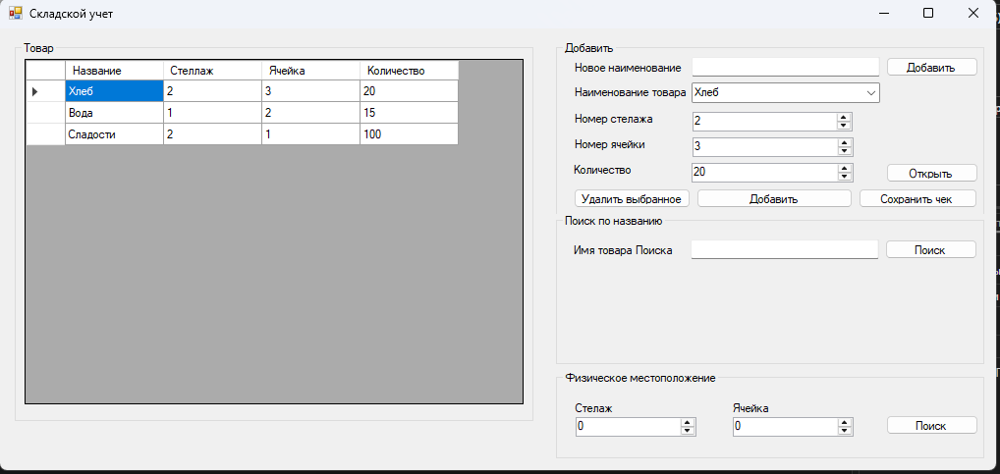 Складской учет
Товар
Название Стеллаж Ячейка Количество
Хлеб 2 3 20
Вода 1 2 15
Сладости 2 1 100
Добавить
Новое наименование Добавить
Наименование товара Хлеб
Номер стелажа 2
Номер ячейки 3
Количество 20 Открыть
Удалить выбранное Добавить Сохранить чек
Поиск по названию
Имя товара Поиска Поиск
Физическое местоположение
Стелаж Ячейка
0 0 Поиск